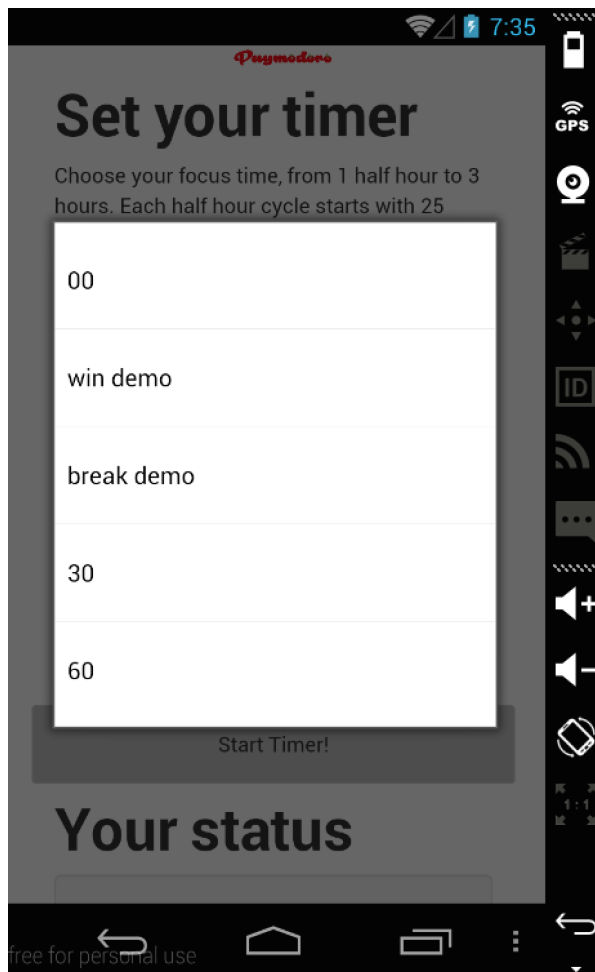 7:35
Puymodoro
Set your timer
Choose your focus time, from 1 half hour to 3
hours. Each half hour cycle starts with 25
00
win demo
break demo
30
60
Start Timer!
Your status
free for personal use
GPS
ID
1:1